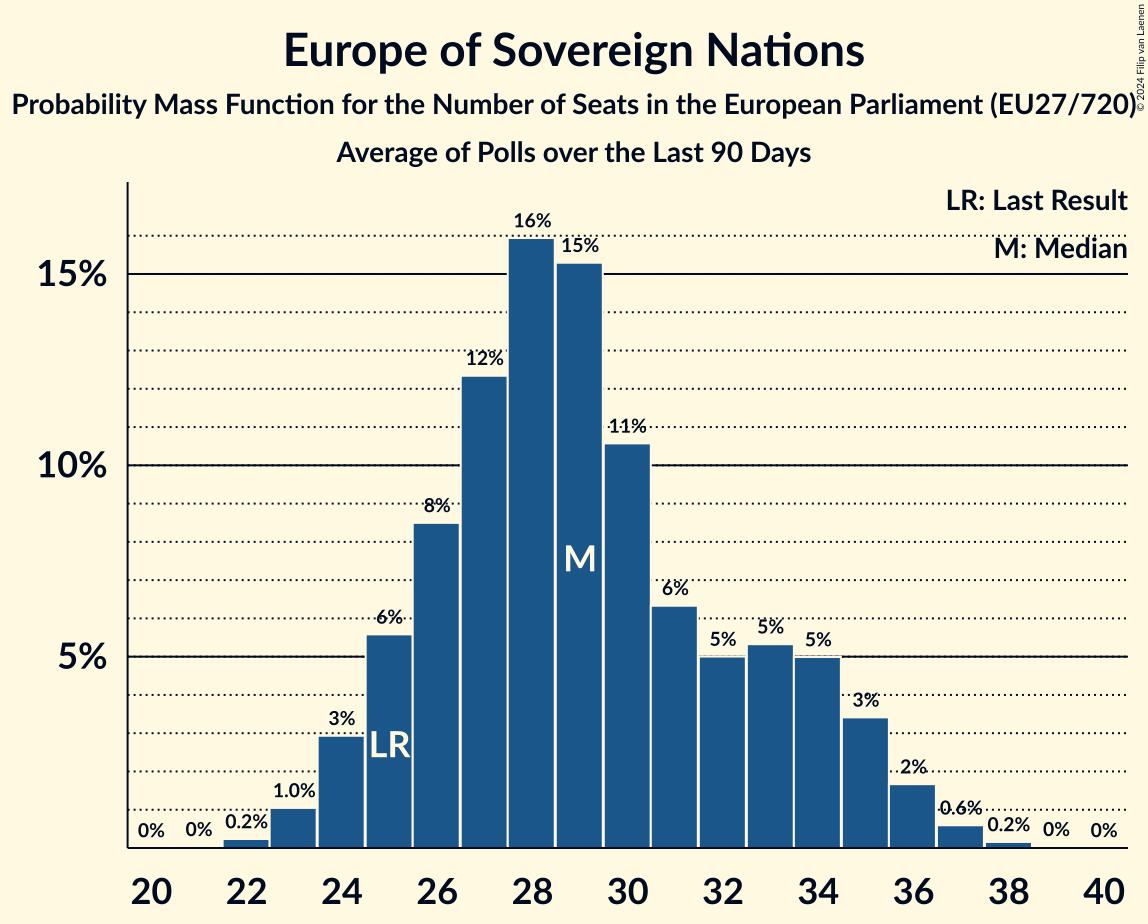 Europe of Sovereign Nations
Probability Mass Function for the Number of Seats in the European Parliament (EU27/720)
Average of Polls over the Last 90 Days
© 2024 Filip van Laenen
LR: Last Result
M: Median
15%
10%
5%
0%
0%
0.2%
1.0%
3%
6%
8%
12%
16%
15%
11%
6%
5%
5%
5%
3%
2%
0.6%
0.2%
0%
0%
LR
M
20 22 24 26 28 30 32 34 36 38 40